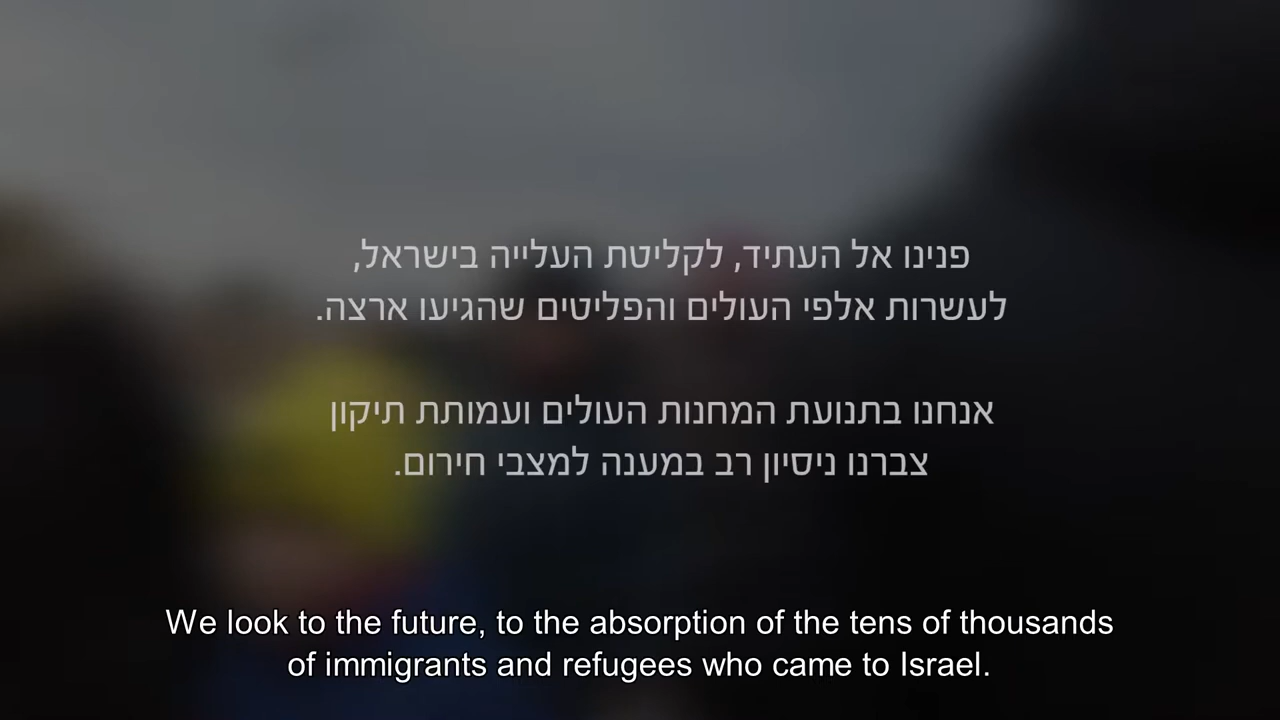 פנינו אל העתיד, לקליטת העלייה בישראל,
לעשרות אלפי העולים והפליטים שהגיעו ארצה.
אנחנו בתנועת המחנות העולים ועמותת תיקון
צברנו ניסיון רב במענה למצבי חירום.
We look to the future, to the absorption of the tens of thousands
of immigrants and refugees who came to Israel.